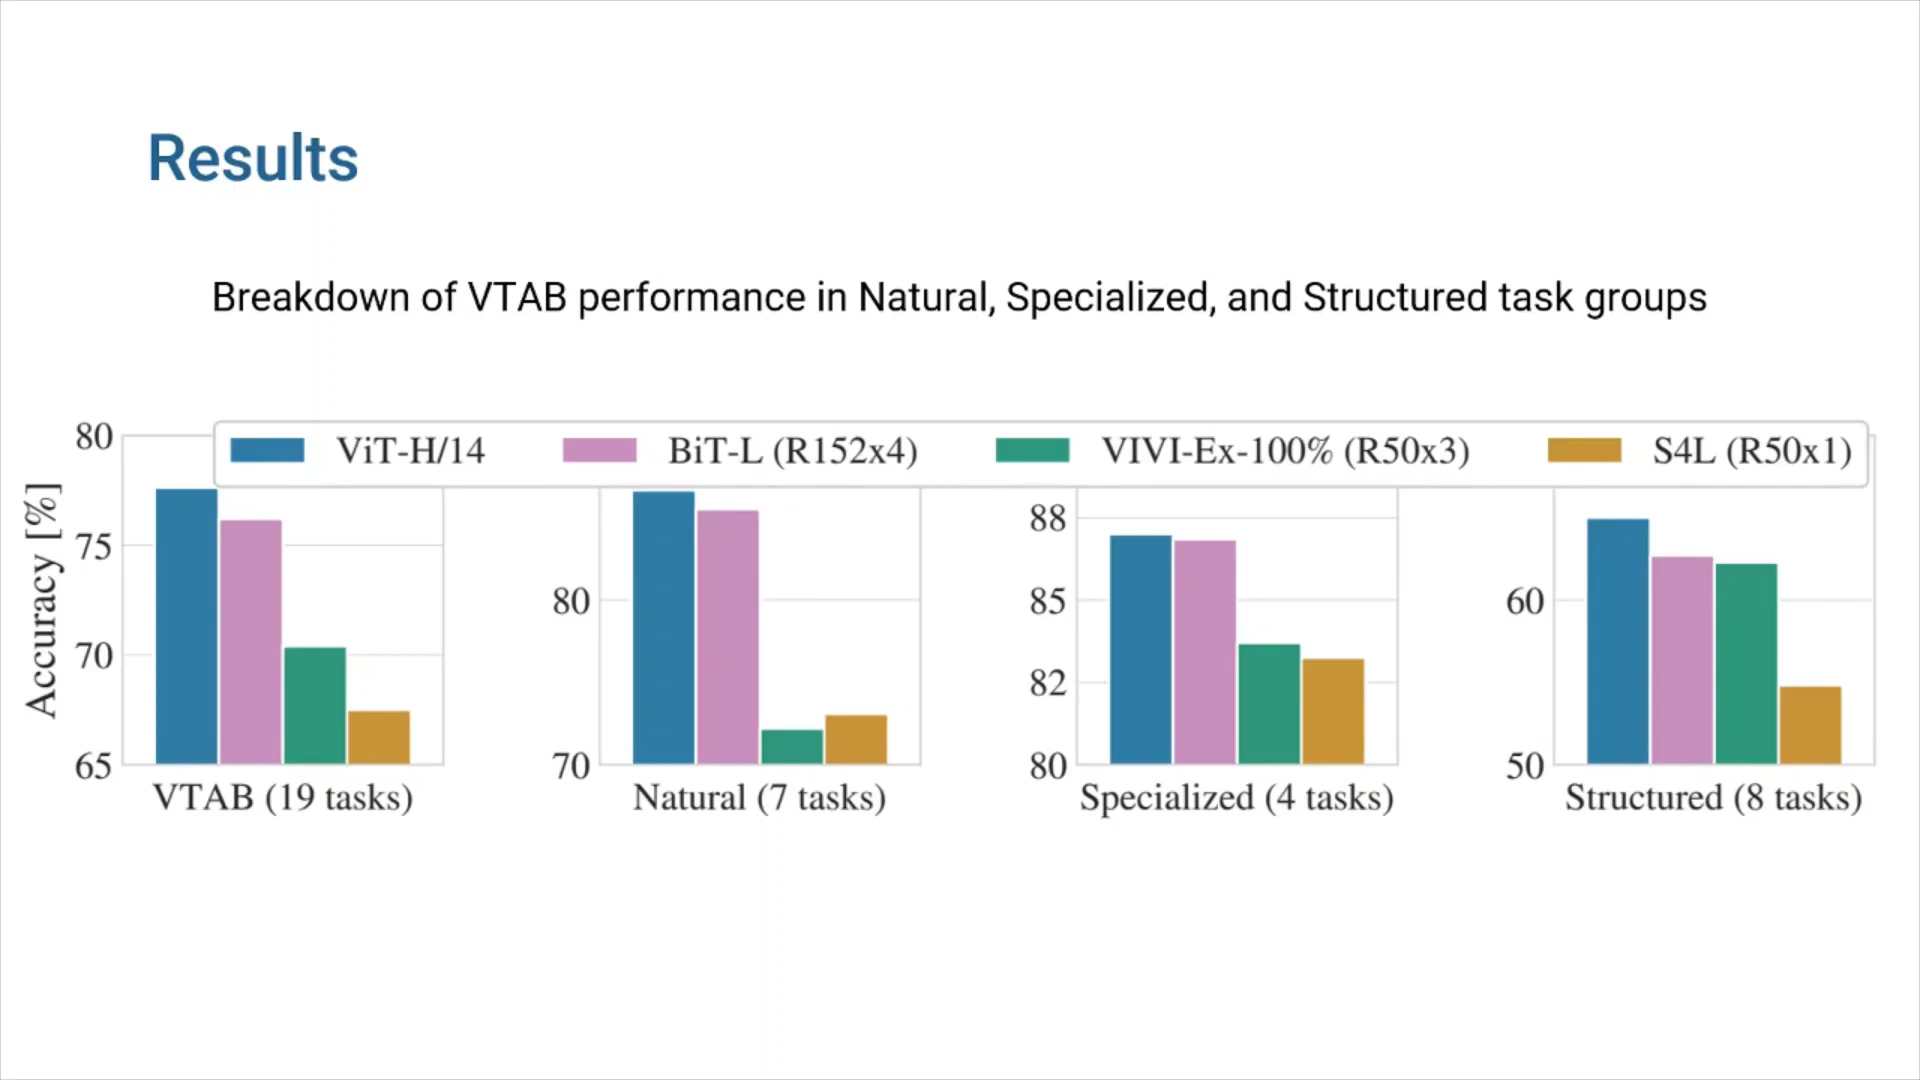 Results
Breakdown of VTAB performance in Natural, Specialized, and Structured task groups
ViT-H/14 BiT-L (R152x4) VIVI-Ex-100% (R50x3) S4L (R50x1)
Accuracy [%]
80
75
70
65
VTAB (19 tasks)
80
70
Natural (7 tasks)
88
85
82
80
Specialized (4 tasks)
60
50
Structured (8 tasks)